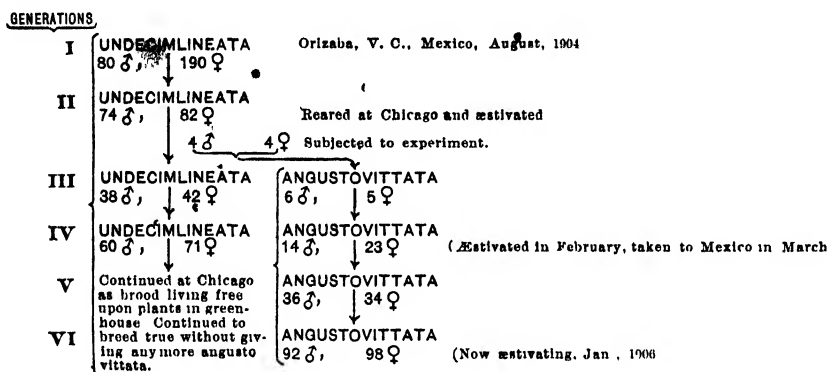 GENERATIONS
I UNDECIMLINEATA Orizaba, V. C., Mexico, August, 1904
80 ♂, 190 ♀
II UNDECIMLINEATA
74 ♂, 82 ♀ Reared at Chicago and æstivated
4 ♂ 4 ♀ Subjected to experiment.
III UNDECIMLINEATA ANGUSTOVITTATA
38 ♂, 42 ♀ 6 ♂, 5 ♀
IV UNDECIMLINEATA ANGUSTOVITTATA
60 ♂, 71 ♀ 14 ♂, 23 ♀ (Æstivated in February, taken to Mexico in March
V Continued at Chicago ANGUSTOVITTATA
as brood living free 36 ♂, 34 ♀
upon plants in green-
house Continued to
VI breed true without giv- ANGUSTOVITTATA
ing anymore angusto 92 ♂, 98 ♀ (Now æstivating, Jan , 1906
vittata.